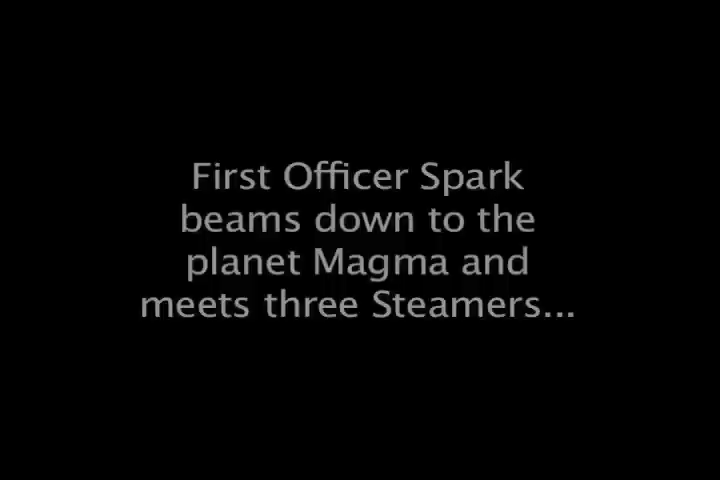 First Officer Spark
beams down to the
planet Magma and
meets three Steamers...